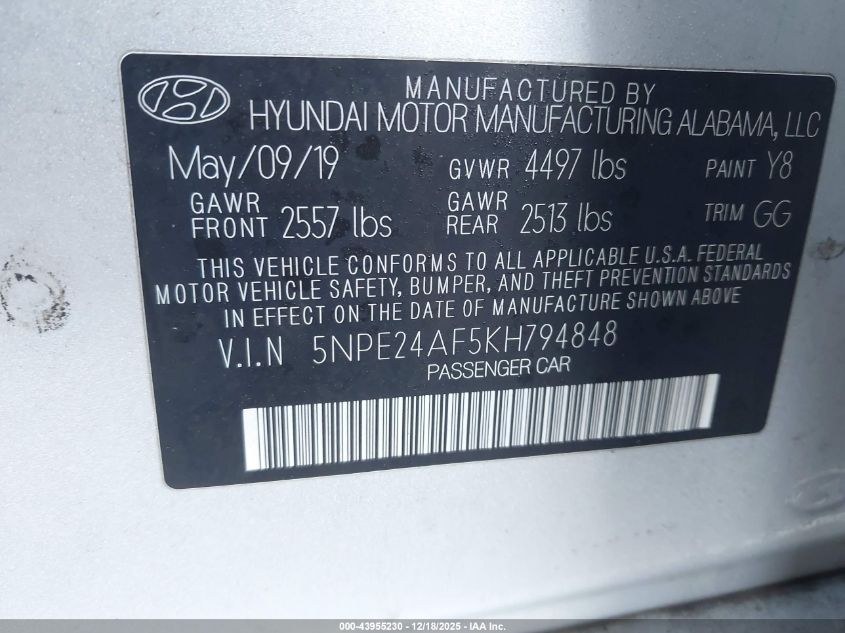 MANUFACTURED BY
HYUNDAI MOTOR MANUFACTURING ALABAMA, LLC
May/09/19 GVWR 4497 lbs PAINT Y8
GAWR FRONT 2557 lbs GAWR REAR 2513 lbs TRIM GG
THIS VEHICLE CONFORMS TO ALL APPLICABLE U.S.A. FEDERAL
MOTOR VEHICLE SAFETY, BUMPER, AND THEFT PREVENTION STANDARDS
IN EFFECT ON THE DATE OF MANUFACTURE SHOWN ABOVE
V.I.N 5NPE24AF5KH794848
PASSENGER CAR
000-43955230 - 12/18/2025 - IAA Inc.